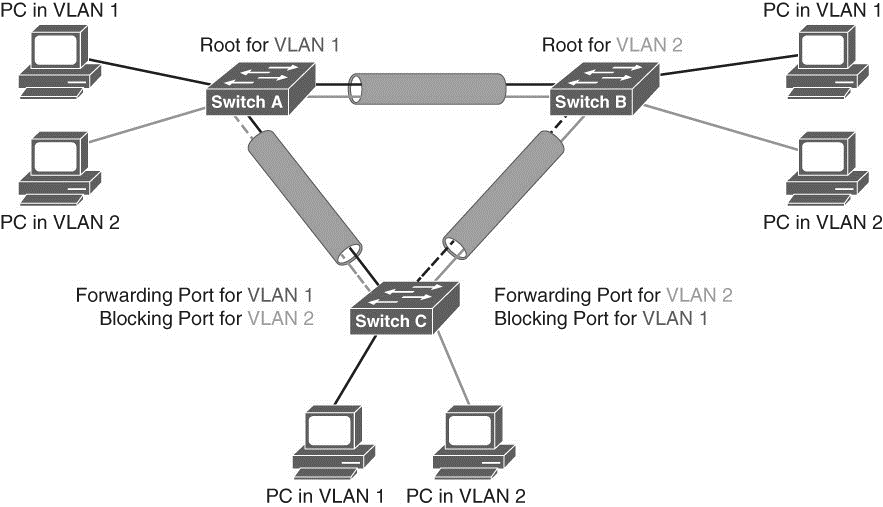 PC in VLAN 1
PC in VLAN 1
Root for VLAN 1
Root for VLAN 2
Switch A
Switch B
PC in VLAN 2
PC in VLAN 2
Forwarding Port for VLAN 1
Blocking Port for VLAN 2
Forwarding Port for VLAN 2
Blocking Port for VLAN 1
Switch C
PC in VLAN 1
PC in VLAN 2